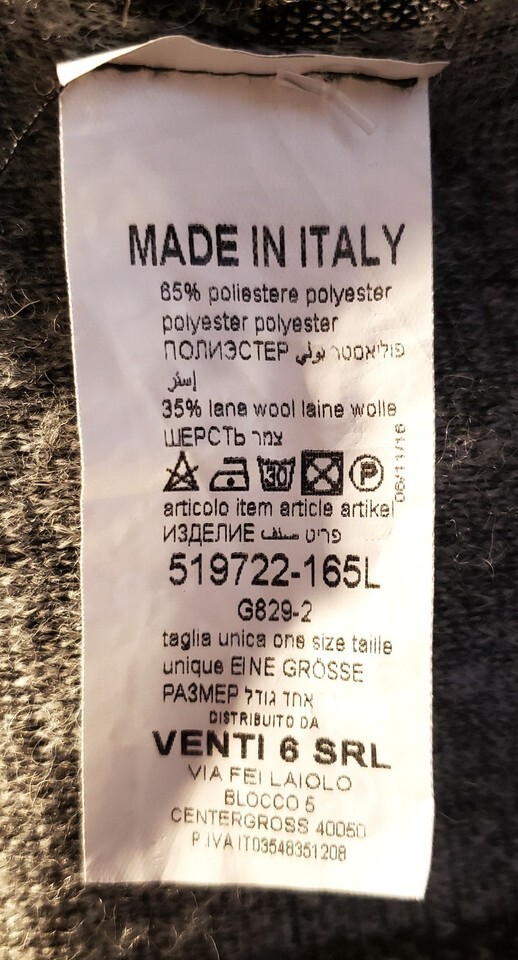 MADE IN ITALY
65% poliestere polyester
polyester polyester
ПОЛИЭСТЕР פוליאסטר بولي
إستر
35% lana wool laine wolle
ШЕРСТЬ צמר
30 P
06/11/16
articolo item article artikel
ИЗДЕЛИЕ صنف פריט
519722-165L
G829-2
taglia unica one size taille
unique EINE GRÖSSE
РАЗМЕР אחד גודל
DISTRIBUITO DA
VENTI 6 SRL
VIA FEI LAIOLO
BLOCCO 5
CENTERGROSS 40050
P.IVA IT03548351208